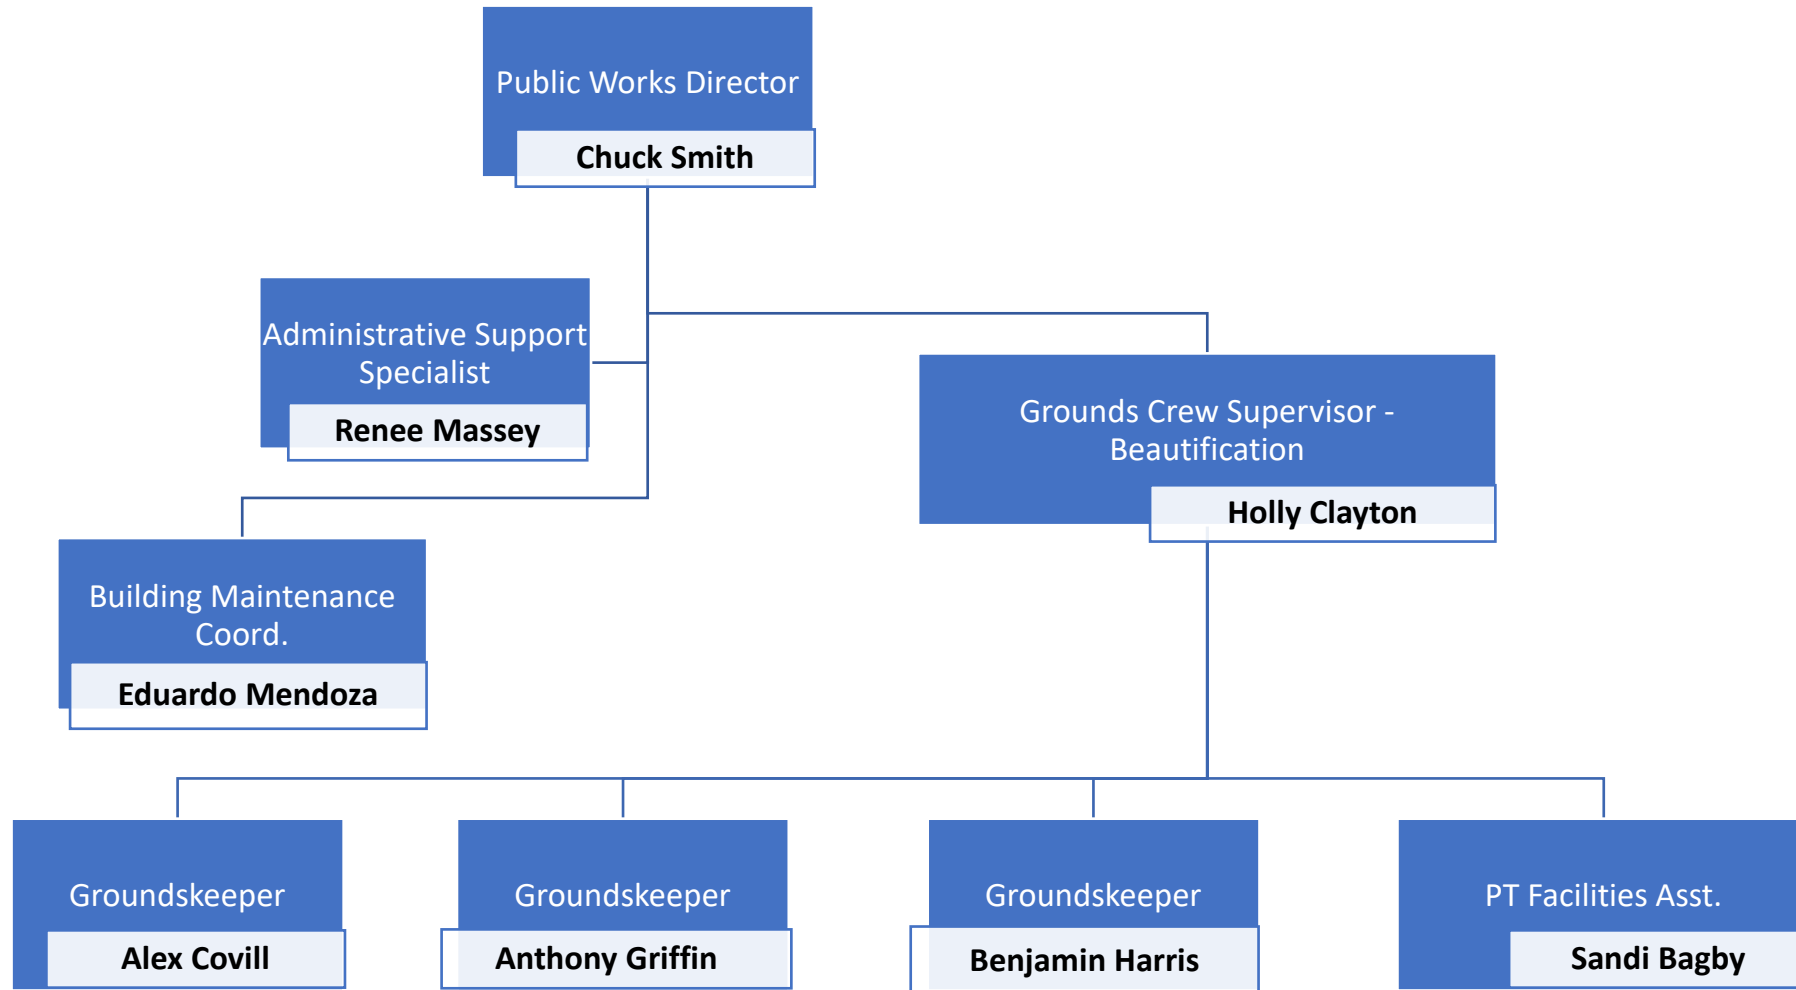 Public Works Director
Chuck Smith
Administrative Support
Specialist
Renee Massey
Grounds Crew Supervisor -
Beautification
Holly Clayton
Building Maintenance
Coord.
Eduardo Mendoza
Groundskeeper
Alex Covill
Groundskeeper
Anthony Griffin
Groundskeeper
Benjamin Harris
PT Facilities Asst.
Sandi Bagby